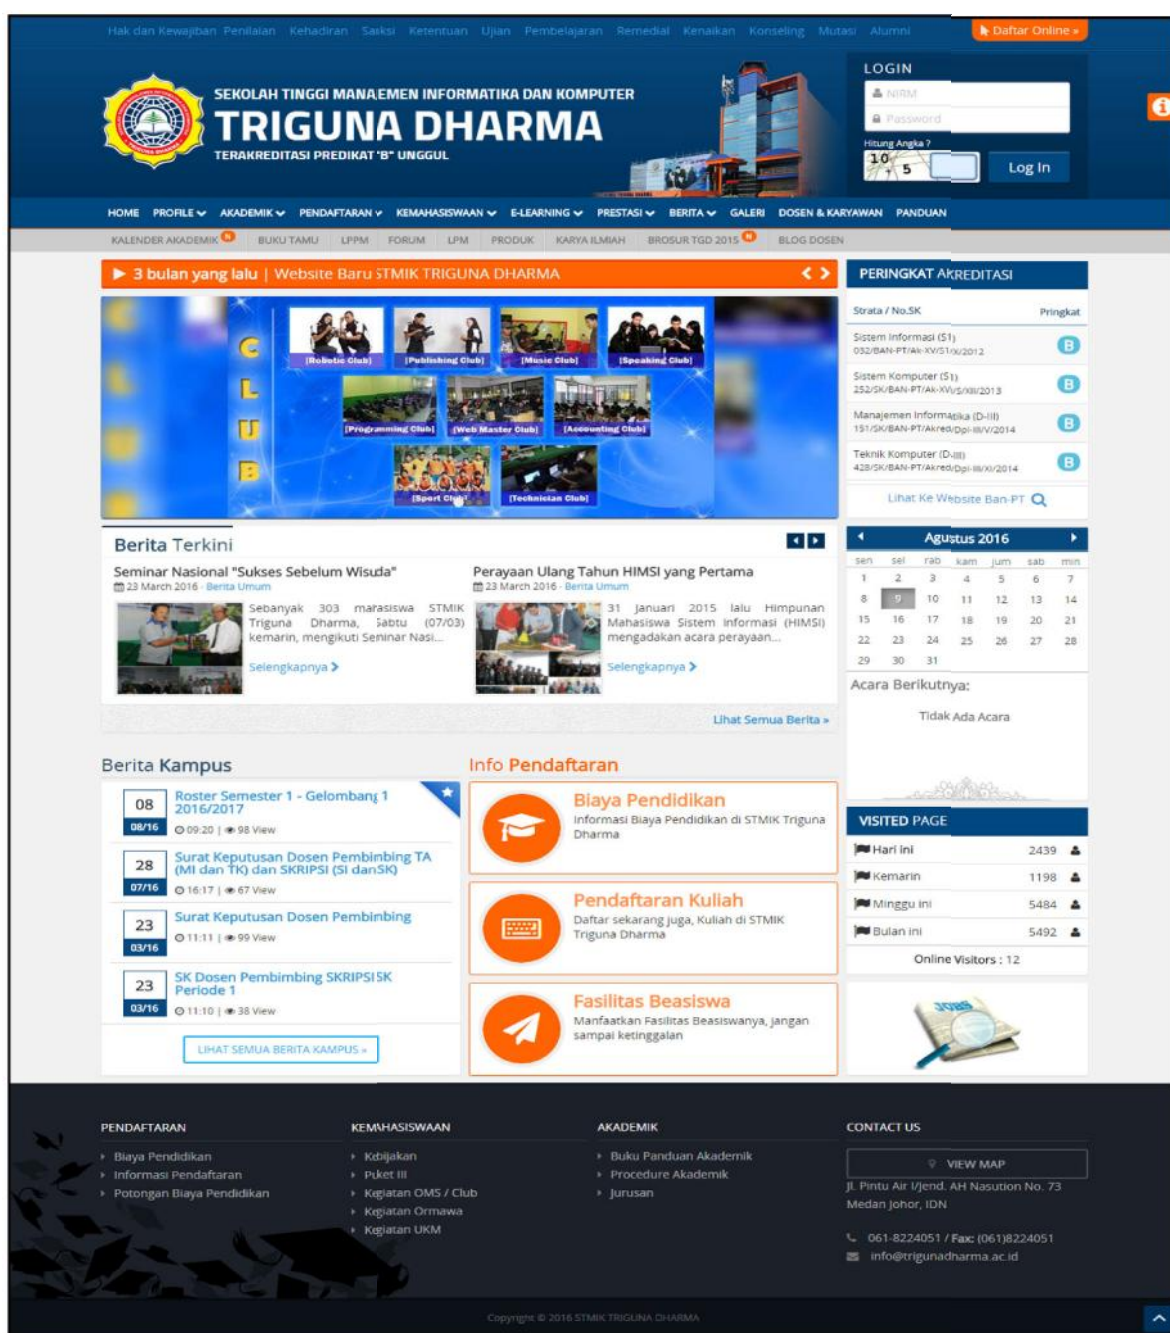 Hak dan Kewajiban Penilaian Kehadiran Sanksi Ketentuan Ujian Pembelajaran Remedial Kenaikan Konseling Mutasi Alumni
Daftar Online »
SEKOLAH TINGGI MANAJEMEN INFORMATIKA DAN KOMPUTER
TRIGUNA DHARMA
TERAKREDITASI PREDIKAT "B" UNGGUL
LOGIN
NIRM
Password
Hitung Angka ?
10 + 5
Log In
HOME PROFILE AKADEMIK PENDAFTARAN KEMAHASISWAAN E-LEARNING PRESTASI BERITA GALERI DOSEN & KARYAWAN PANDUAN
KALENDER AKADEMIK N BUKU TAMU LPPM FORUM LPM PRODUK KARYA ILMIAH BROSUR TGD 2015 N BLOG DOSEN
3 bulan yang lalu | Website Baru STMIK TRIGUNA DHARMA
CLUB
[Robotic Club] [Publishing Club] [Music Club] [Speaking Club]
[Programming Club] [Web Master Club] [Accounting Club]
[Sport Club] [Technician Club]
PERINGKAT AKREDITASI
Strata / No.SK Pringkat
Sistem Informasi (S1)
032/BAN-PT/Ak-XV/S1/X/2012 B
Sistem Komputer (S1)
252/SK/BAN-PT/Ak-XVI/S/XII/2013 B
Manajemen Informatika (D-III)
151/SK/BAN-PT/Akred/Dpl-III/V/2014 B
Teknik Komputer (D-III)
428/SK/BAN-PT/Akred/Dpl-III/XI/2014 B
Lihat Ke Website Ban-PT
Berita Terkini
Seminar Nasional "Sukses Sebelum Wisuda"
23 March 2016 - Berita Umum
Sebanyak 303 mahasiswa STMIK
Triguna Dharma, Sabtu (07/03)
kemarin, mengikuti Seminar Nasi...
Selengkapnya
Perayaan Ulang Tahun HIMSI yang Pertama
23 March 2016 - Berita Umum
31 Januari 2015 lalu Himpunan
Mahasiswa Sistem Informasi (HIMSI)
mengadakan acara perayaan...
Selengkapnya
Lihat Semua Berita »
Agustus 2016
sen sel rab kam jum sab min
1 2 3 4 5 6 7
8 9 10 11 12 13 14
15 16 17 18 19 20 21
22 23 24 25 26 27 28
29 30 31
Acara Berikutnya:
Tidak Ada Acara
Berita Kampus
08
08/16
Roster Semester 1 - Gelombang 1
2016/2017
09:20 | 98 View
28
07/16
Surat Keputusan Dosen Pembimbing TA
(MI dan TK) dan SKRIPSI (SI dan SK)
16:17 | 67 View
23
03/16
Surat Keputusan Dosen Pembinbing
11:11 | 99 View
23
03/16
SK Dosen Pembimbing SKRIPSI SK
Periode 1
11:10 | 38 View
LIHAT SEMUA BERITA KAMPUS »
Info Pendaftaran
Biaya Pendidikan
Informasi Biaya Pendidikan di STMIK Triguna
Dharma
Pendaftaran Kuliah
Daftar sekarang juga, Kuliah di STMIK
Triguna Dharma
Fasilitas Beasiswa
Manfaatkan Fasilitas Beasiswanya, jangan
sampai ketinggalan
VISITED PAGE
Hari ini 2439
Kemarin 1198
Minggu ini 5484
Bulan ini 5492
Online Visitors : 12
JOBS
PENDAFTARAN
Biaya Pendidikan
Informasi Pendaftaran
Potongan Biaya Pendidikan
KEMAHASISWAAN
Kebijakan
Puket III
Kegiatan OMS / Club
Kegiatan Ormawa
Kegiatan UKM
AKADEMIK
Buku Panduan Akademik
Procedure Akademik
Jurusan
CONTACT US
VIEW MAP
Jl. Pintu Air I/Jend. AH Nasution No. 73
Medan Johor, IDN
061-8224051 / Fax: (061)8224051
info@trigunadharma.ac.id
Copyright © 2016 STMIK TRIGUNA DHARMA